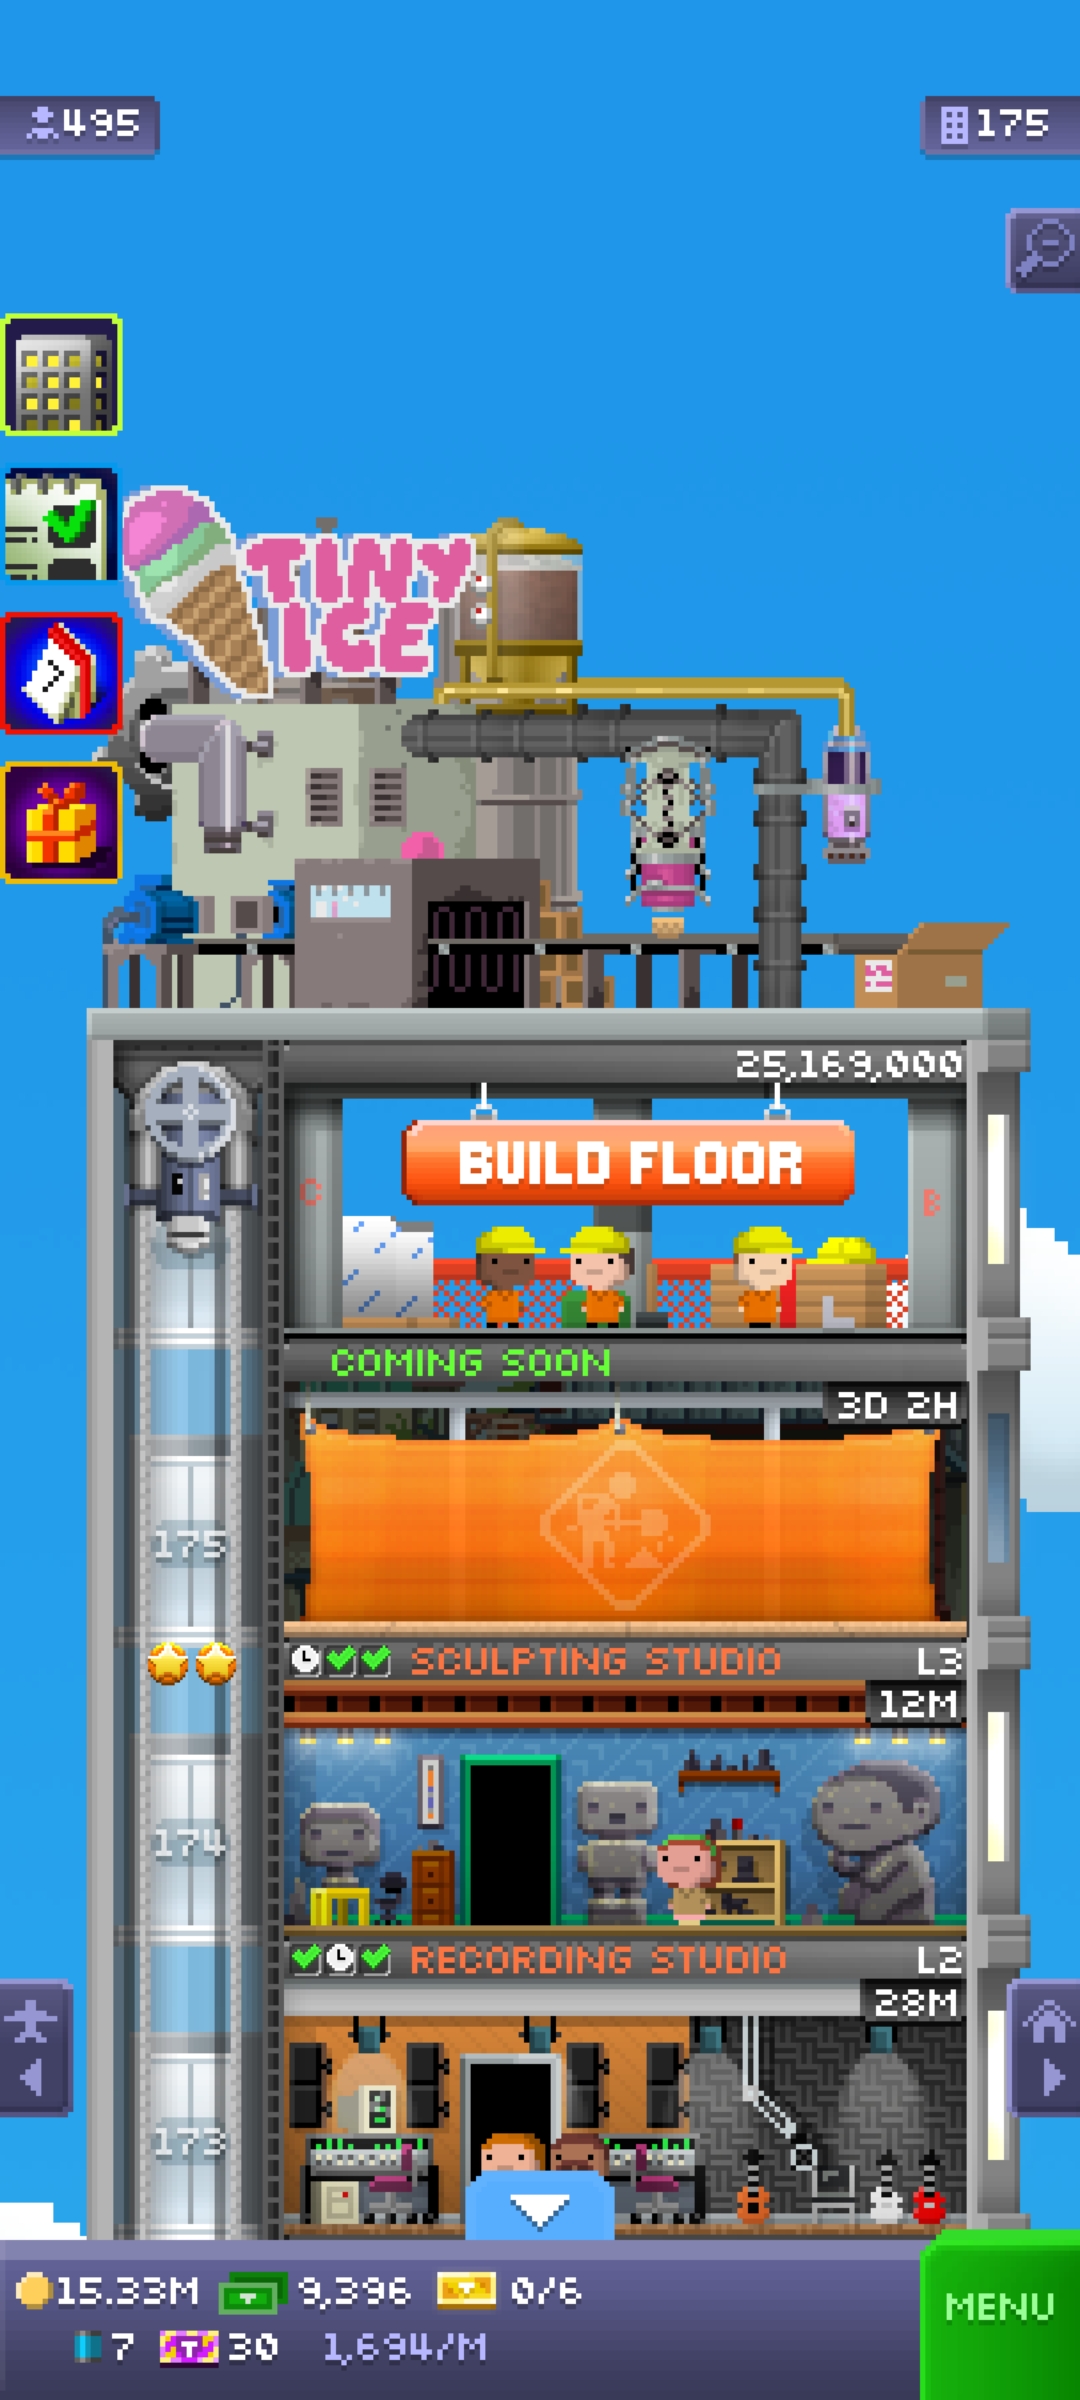 495
175
TINY
ICE
25,169,000
BUILD FLOOR
C
B
COMING SOON
3D 2H
175
SCULPTING STUDIO L3
12M
174
RECORDING STUDIO L2
28M
173
15.33M 9,396 0/6
7 T 30 1,694/M
MENU